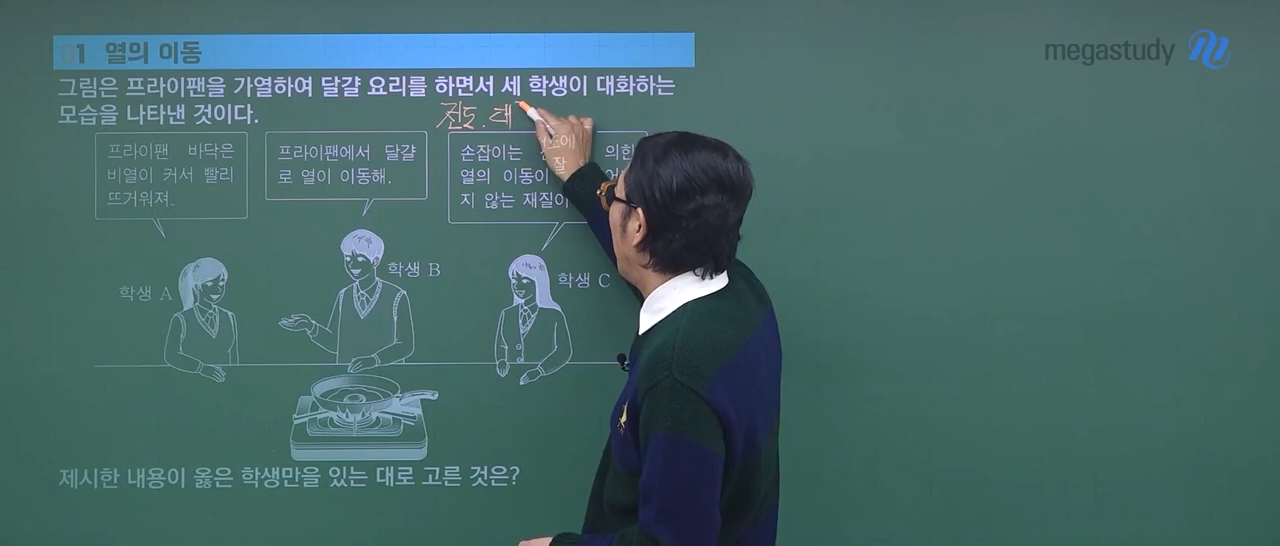 01 열의 이동
megastudy
그림은 프라이팬을 가열하여 달걀 요리를 하면서 세 학생이 대화하는
모습을 나타낸 것이다.
전도. 대
프라이팬 바닥은
비열이 커서 빨리
뜨거워져.
프라이팬에서 달걀
로 열이 이동해.
손잡이는 의한
열의 이동이 잘
지 않는 재질이
학생 A
학생 B
학생 C
제시한 내용이 옳은 학생만을 있는 대로 고른 것은?